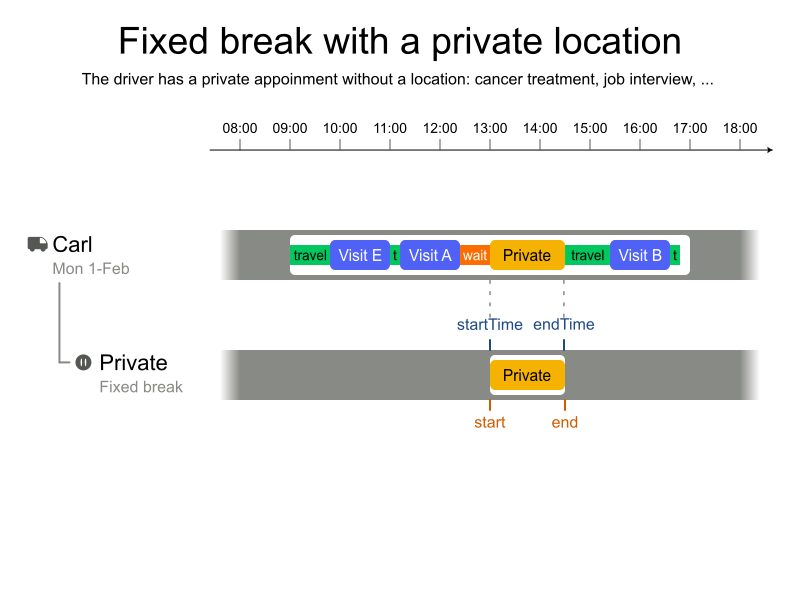 Fixed break with a private location
The driver has a private appoinment without a location: cancer treatment, job interview, ...
08:00 09:00 10:00 11:00 12:00 13:00 14:00 15:00 16:00 17:00 18:00
Carl
Mon 1-Feb
travel Visit E t Visit A wait Private travel Visit B t
startTime endTime
Private
Fixed break
Private
start end